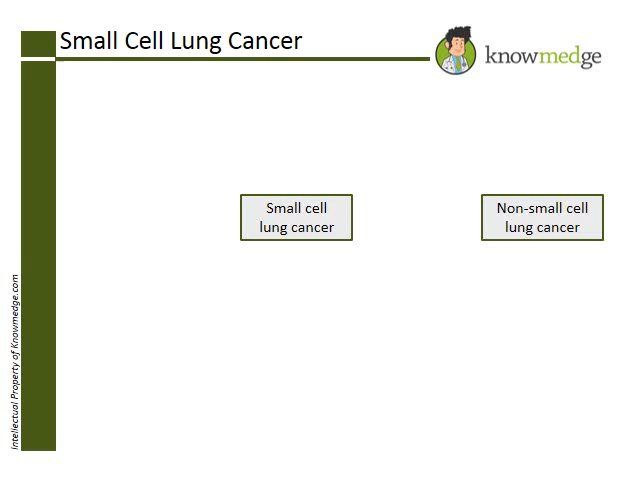 Small Cell Lung Cancer
knowmedge
Small cell
lung cancer
Non-small cell
lung cancer
Intellectual Property of Knowmedge.com